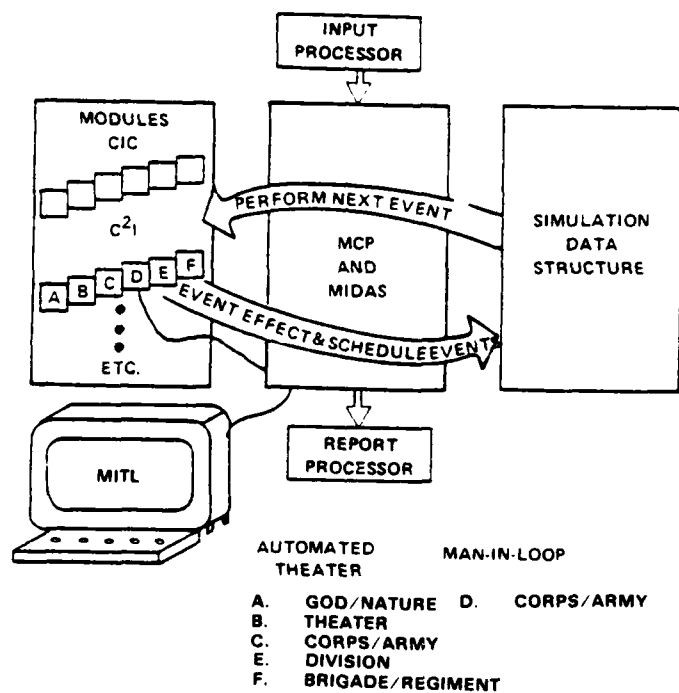 INPUT
PROCESSOR
MODULES
CIC
C²I
A B C D E F
ETC.
PERFORM NEXT EVENT
MCP
AND
MIDAS
EVENT EFFECT & SCHEDULE EVENTS
SIMULATION
DATA
STRUCTURE
REPORT
PROCESSOR
MITL
AUTOMATED
THEATER
MAN-IN-LOOP
A. GOD/NATURE D. CORPS/ARMY
B. THEATER
C. CORPS/ARMY
E. DIVISION
F. BRIGADE/REGIMENT